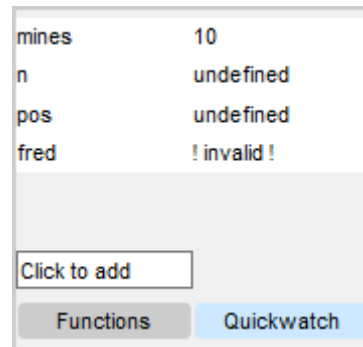 mines 10
n undefined
pos undefined
fred ! invalid !
Click to add
Functions Quickwatch